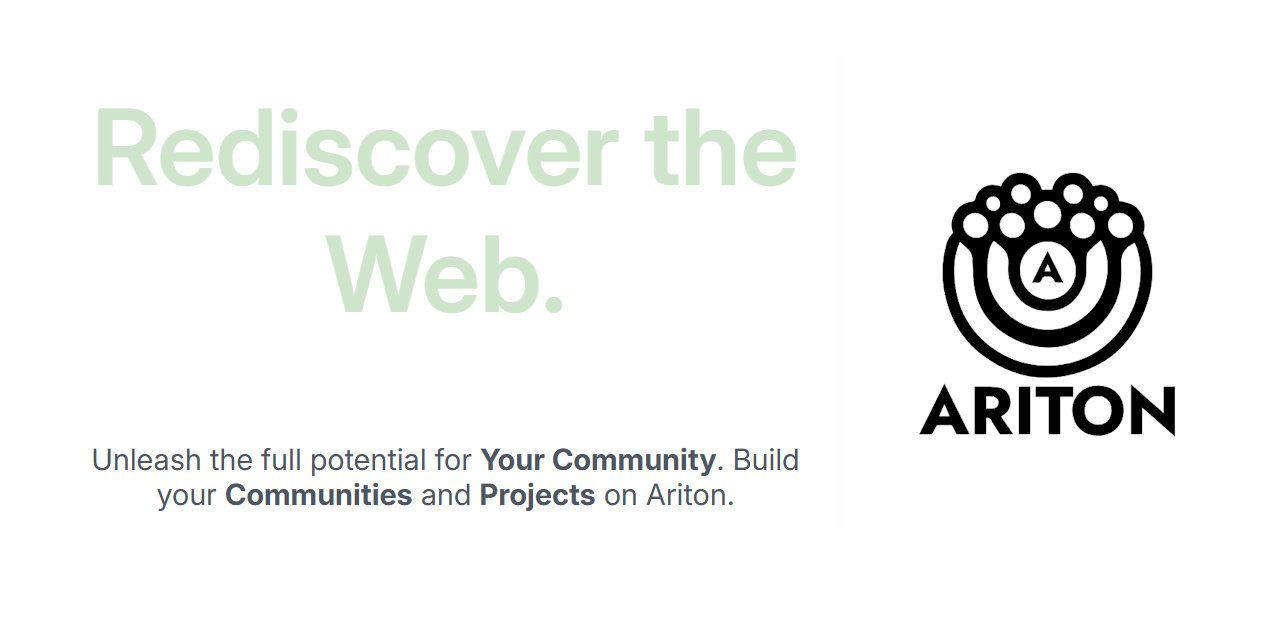 Rediscover the
Web.
Unleash the full potential for Your Community. Build
your Communities and Projects on Ariton.
A
ARITON